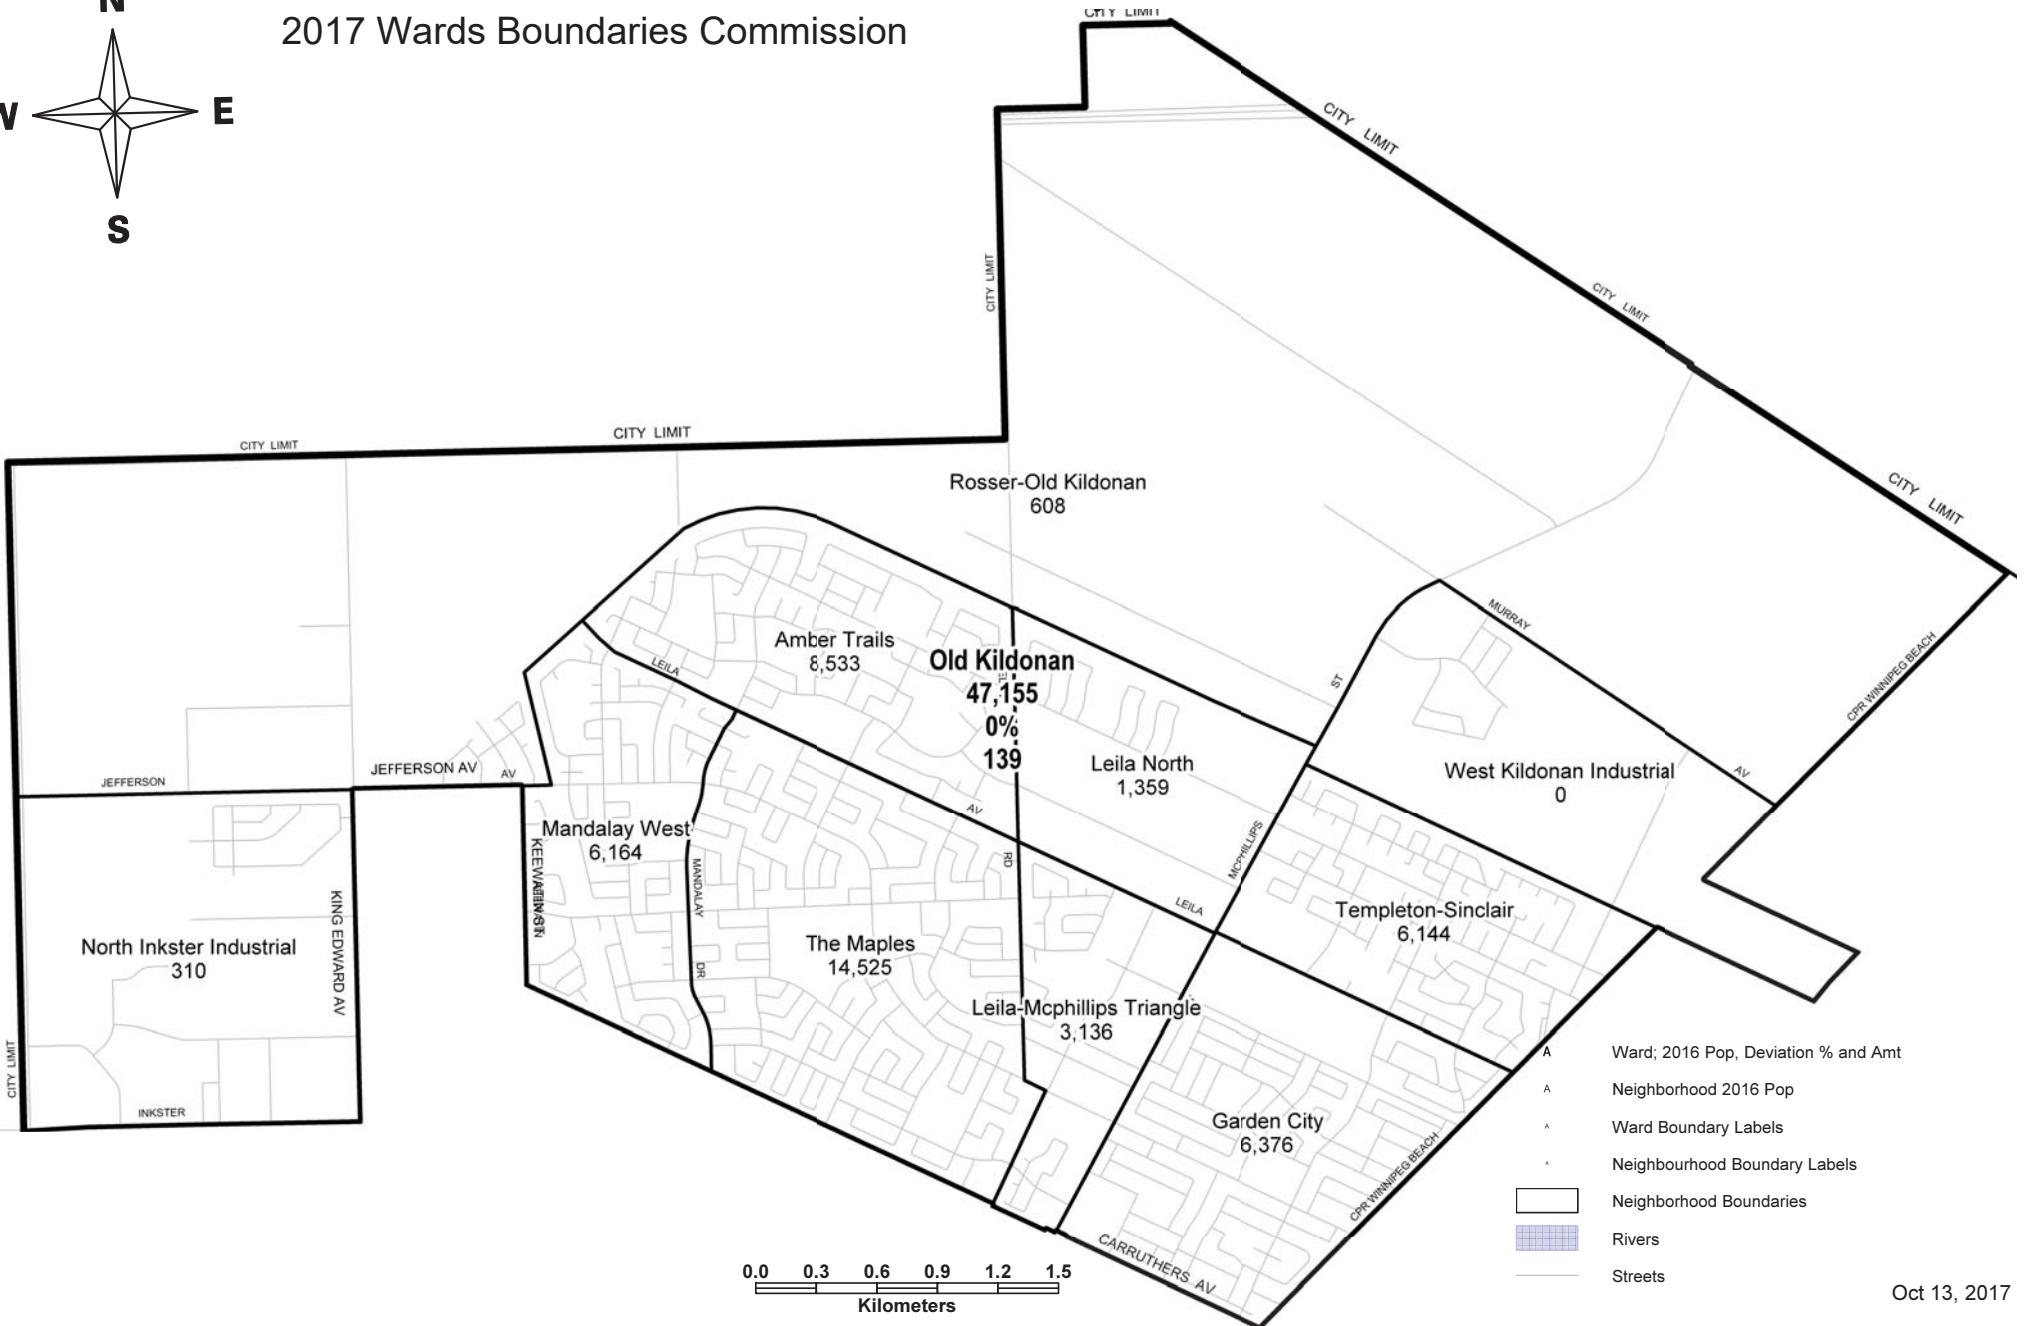 N
2017 Wards Boundaries Commission
CITY LIMIT
W
E
S
CITY LIMIT
CITY LIMIT
CITY LIMIT
CITY LIMIT
CITY LIMIT
CITY LIMIT
Rosser-Old Kildonan
608
CITY LIMIT
MURRAY
AV
CPR WINNIPEG BEACH
Amber Trails
8,533
LEILA
Old Kildonan
47,155
0%
139
ST
Leila North
1,359
West Kildonan Industrial
0
JEFFERSON
JEFFERSON AV
AV
Mandalay West
6,164
AV
MCPHILLIPS
KEEWATIN ST
MANDALAY
DR
RD
LEILA
Templeton-Sinclair
6,144
North Inkster Industrial
310
KING EDWARD AV
The Maples
14,525
Leila-Mcphillips Triangle
3,136
CITY LIMIT
INKSTER
Garden City
6,376
CPR WINNIPEG BEACH
CARRUTHERS AV
A Ward; 2016 Pop, Deviation % and Amt
A Neighborhood 2016 Pop
A Ward Boundary Labels
A Neighbourhood Boundary Labels
Neighborhood Boundaries
Rivers
Streets
0.0 0.3 0.6 0.9 1.2 1.5
Kilometers
Oct 13, 2017